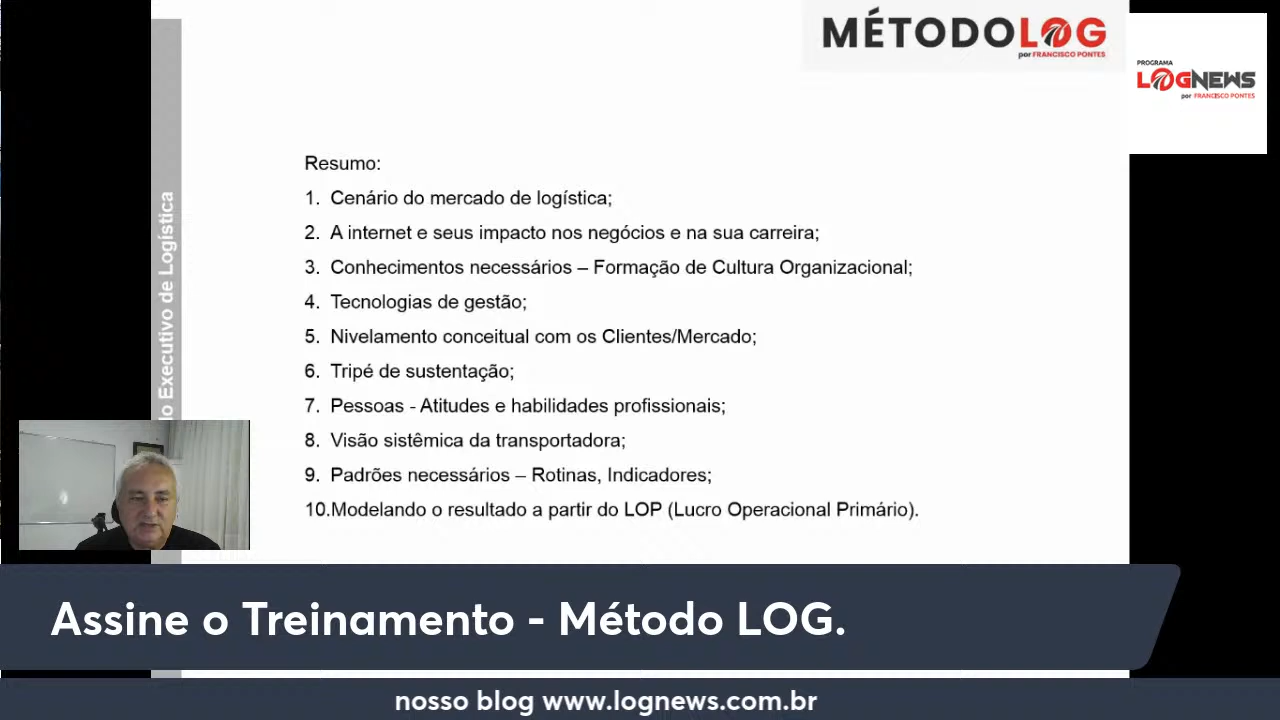 MÉTODOLOG
por FRANCISCO PONTES
PROGRAMA
LOGNEWS
por FRANCISCO PONTES
Resumo:
1. Cenário do mercado de logística;
2. A internet e seus impacto nos negócios e na sua carreira;
3. Conhecimentos necessários – Formação de Cultura Organizacional;
4. Tecnologias de gestão;
5. Nivelamento conceitual com os Clientes/Mercado;
6. Tripé de sustentação;
7. Pessoas - Atitudes e habilidades profissionais;
8. Visão sistêmica da transportadora;
9. Padrões necessários – Rotinas, Indicadores;
10.Modelando o resultado a partir do LOP (Lucro Operacional Primário).
Executivo de Logística
Assine o Treinamento - Método LOG.
nosso blog www.lognews.com.br